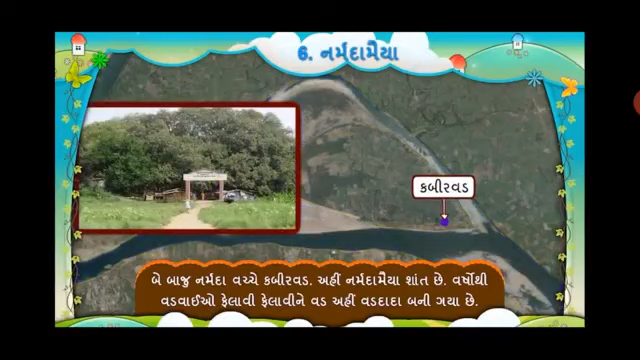 6. નર્મદામૈયા
કબીરવડ
બે બાજુ નર્મદા વચ્ચે કબીરવડ. અહીં નર્મદામૈયા શાંત છે. વર્ષોથી
વડવાઈઓ ફેલાવી ફેલાવીને વડ અહીં વડદાદા બની ગયા છે.